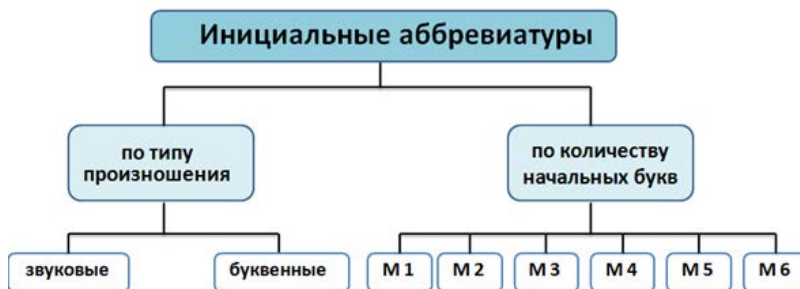 Инициальные аббревиатуры
по типу
произношения
по количеству
начальных букв
звуковые
буквенные
М 1
М 2
М 3
М 4
М 5
М 6